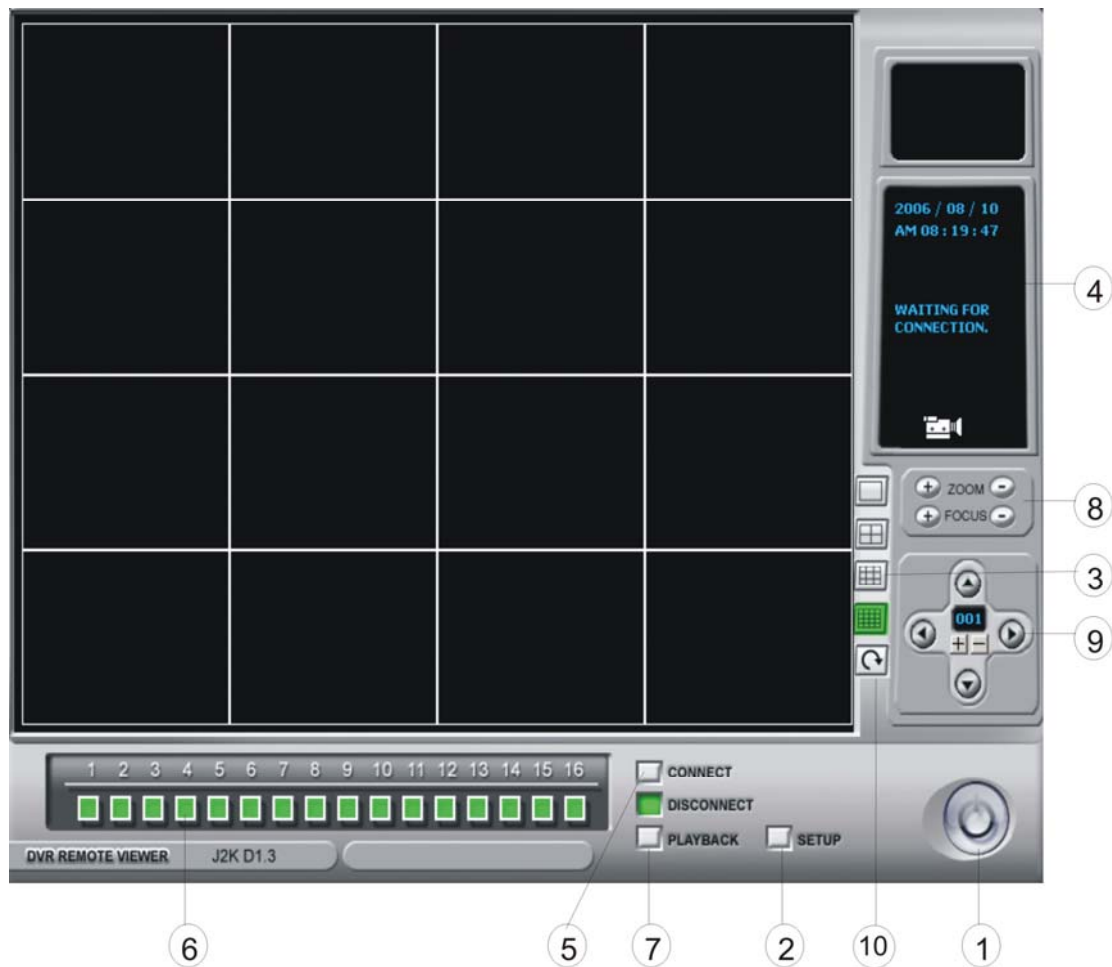 2006 / 08 / 10
AM 08 : 19 : 47
WAITING FOR
CONNECTION.
4
+ ZOOM -
+ FOCUS -
8
3
001
+ -
9
1 2 3 4 5 6 7 8 9 10 11 12 13 14 15 16
CONNECT
DISCONNECT
PLAYBACK
SETUP
DVR REMOTE VIEWER
J2K D1.3
6
5
7
2
10
1